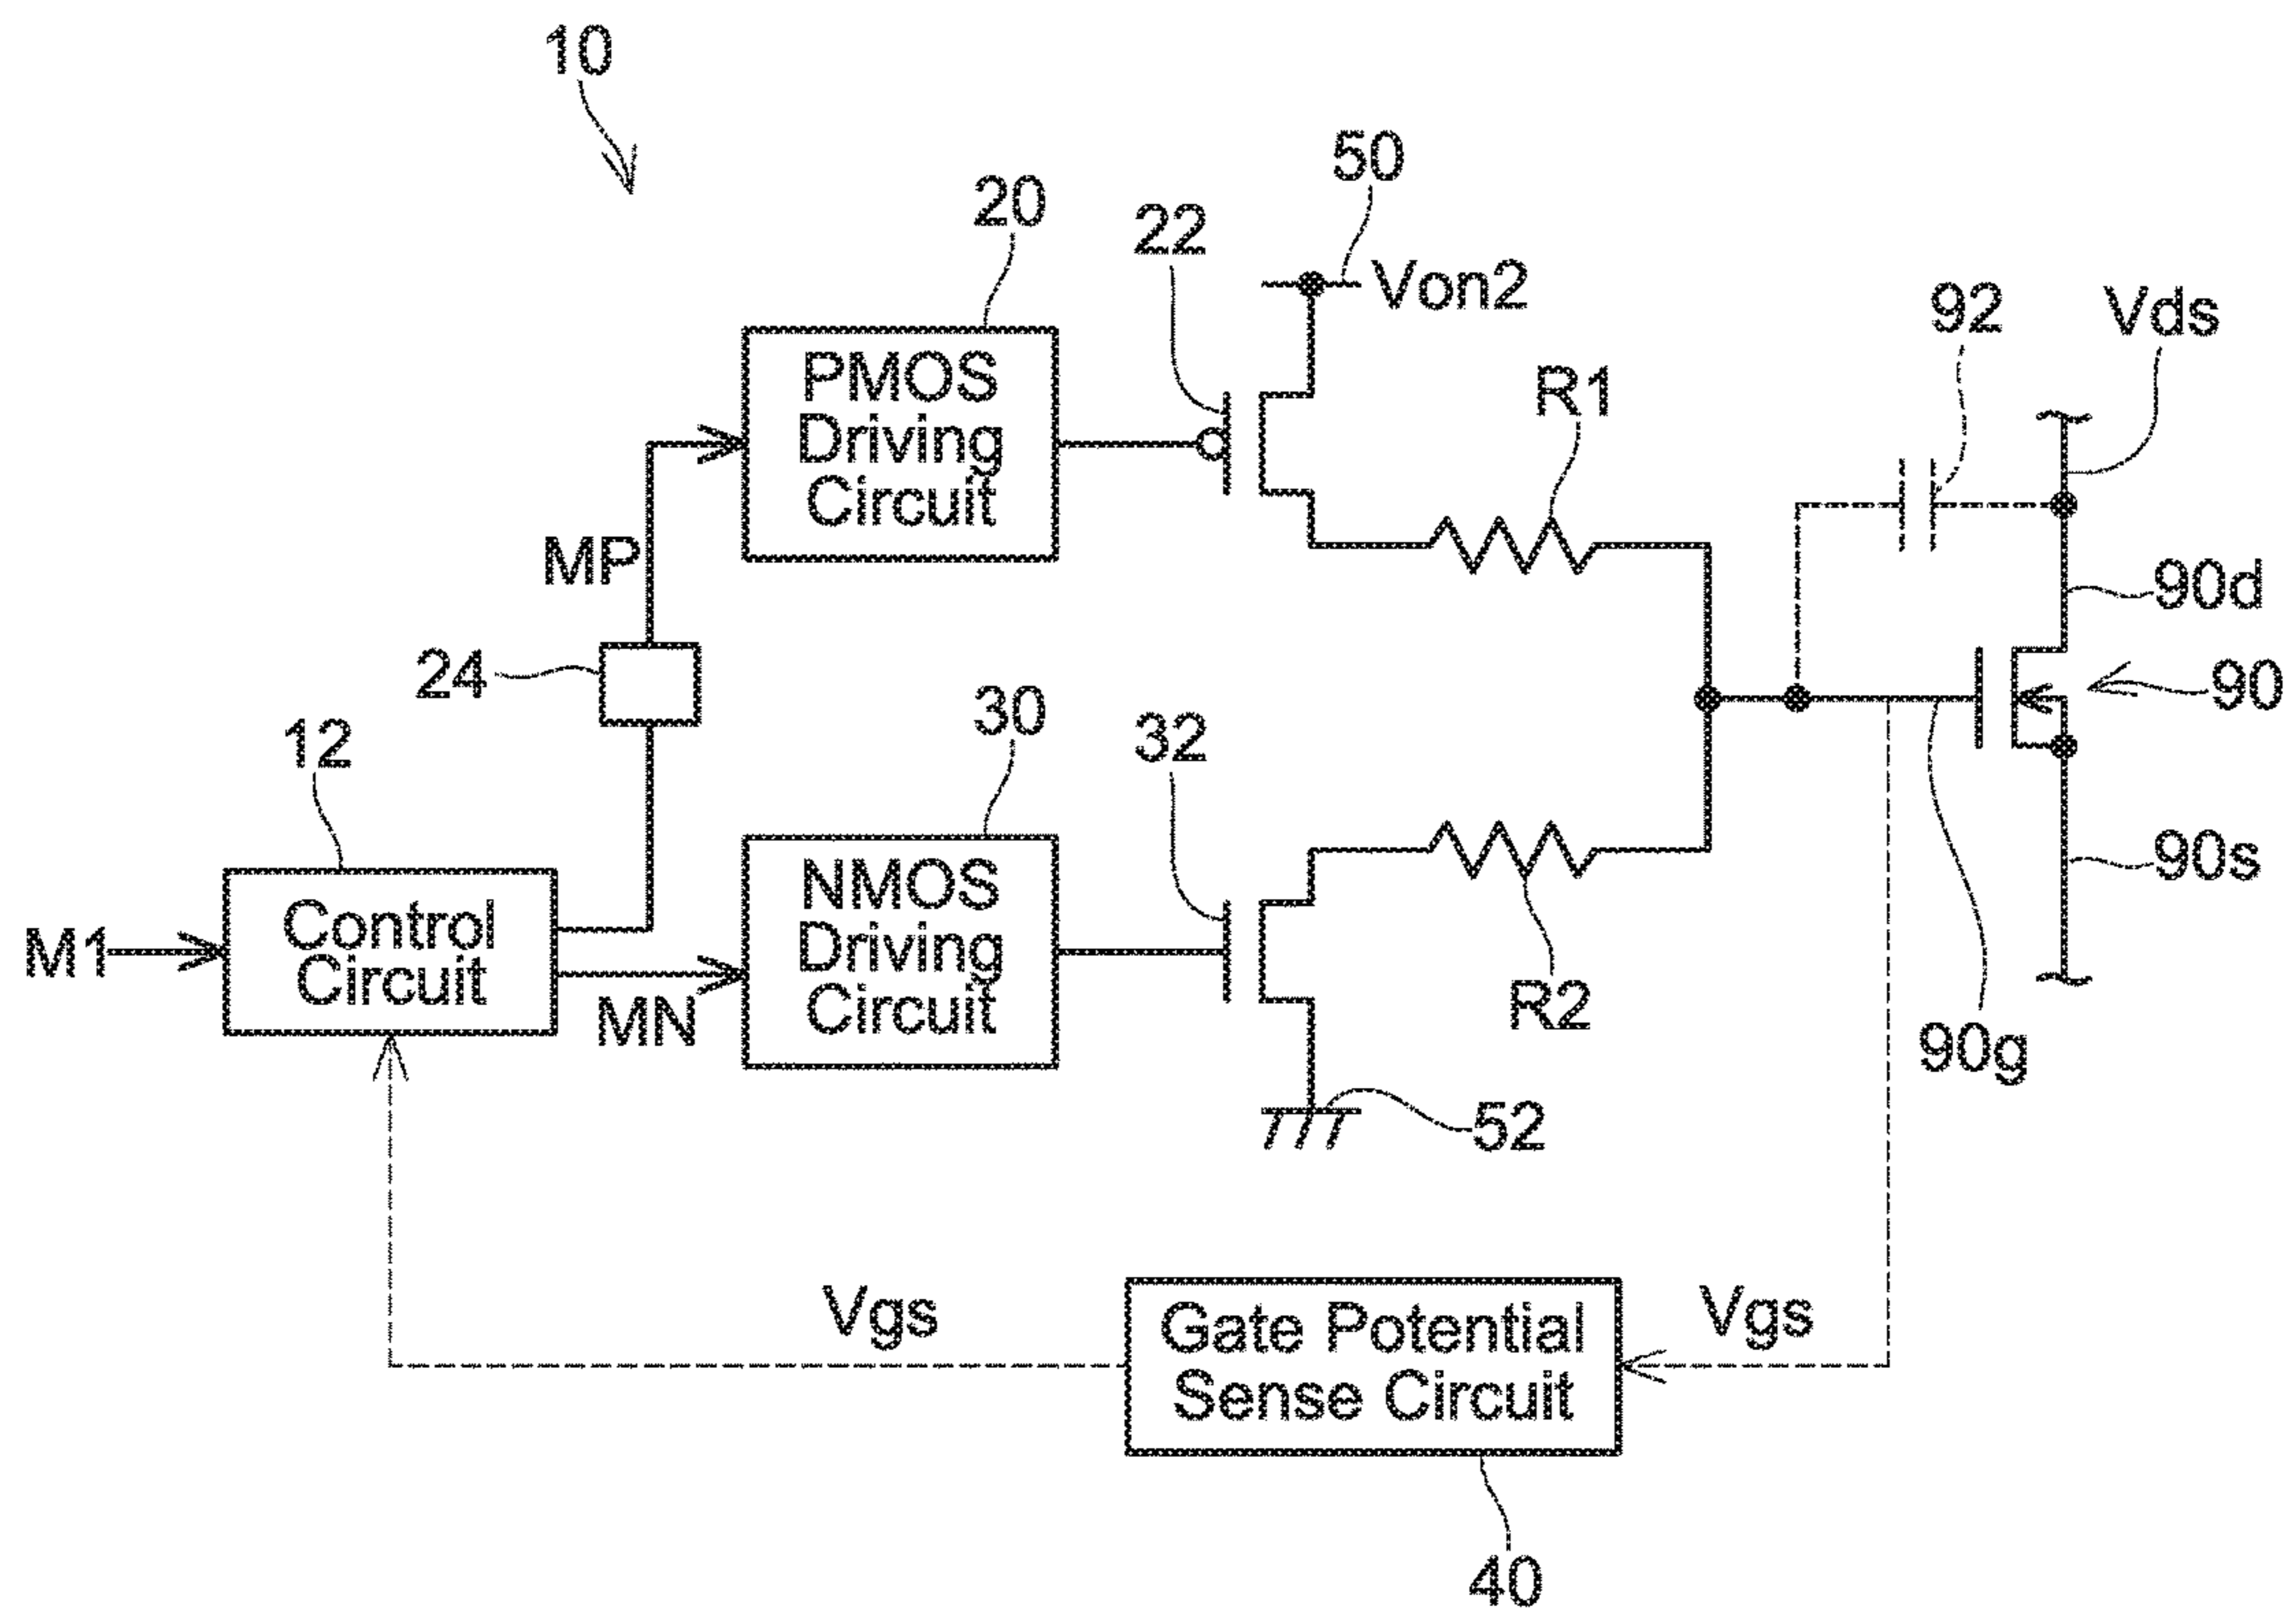 10
50
20
22
Von2
92
Vds
PMOS
Driving
Circuit
R1
MP
90d
24
30
32
90
12
NMOS
Driving
Circuit
90s
M1
Control
Circuit
MN
R2
90g
52
Vgs
Gate Potential
Sense Circuit
Vgs
40